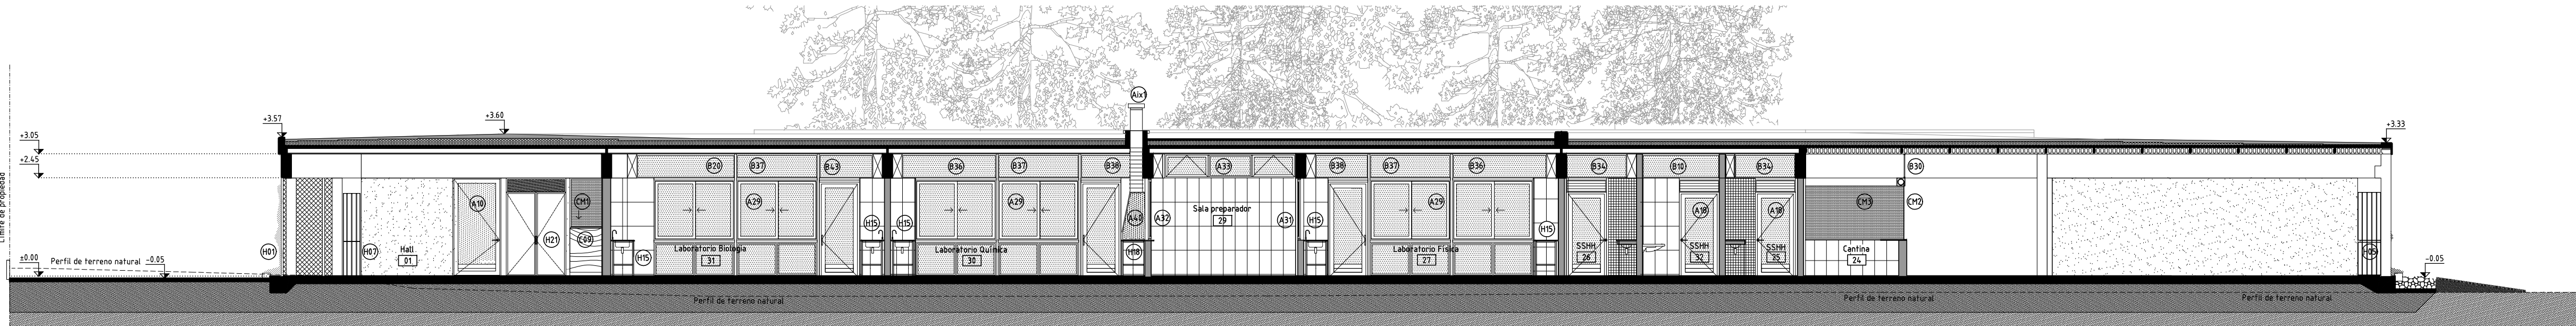 Aix1
+3.60
+3.57
+3.33
+3.05
+2.45
B20 B37 B43 B36 B37 B38 A33 B38 B37 B36 B34 B10 B34 B30
A10 CM1 A29 A29 A29 CM3 CM2
Sala preparador
29
H15 H15 A40 A32 A31 H15 A18 A18
H01 H07 H21 C09 H15 H15
Hall
01
Laboratorio Biología
31
Laboratorio Química
30
H18
Laboratorio Física
27
SSHH
26
SSHH
32
SSHH
25
Cantina
24
H05
Límite de propiedad
±0.00
Perfil de terreno natural
-0.05
-0.05
Perfil de terreno natural
Perfil de terreno natural
Perfil de terreno natural